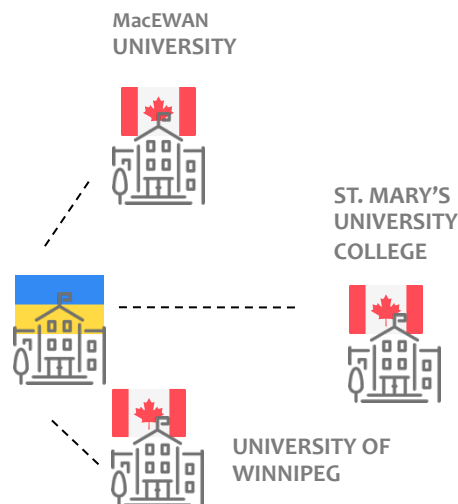 MacEWAN
UNIVERSITY
ST. MARY’S
UNIVERSITY
COLLEGE
UNIVERSITY OF
WINNIPEG